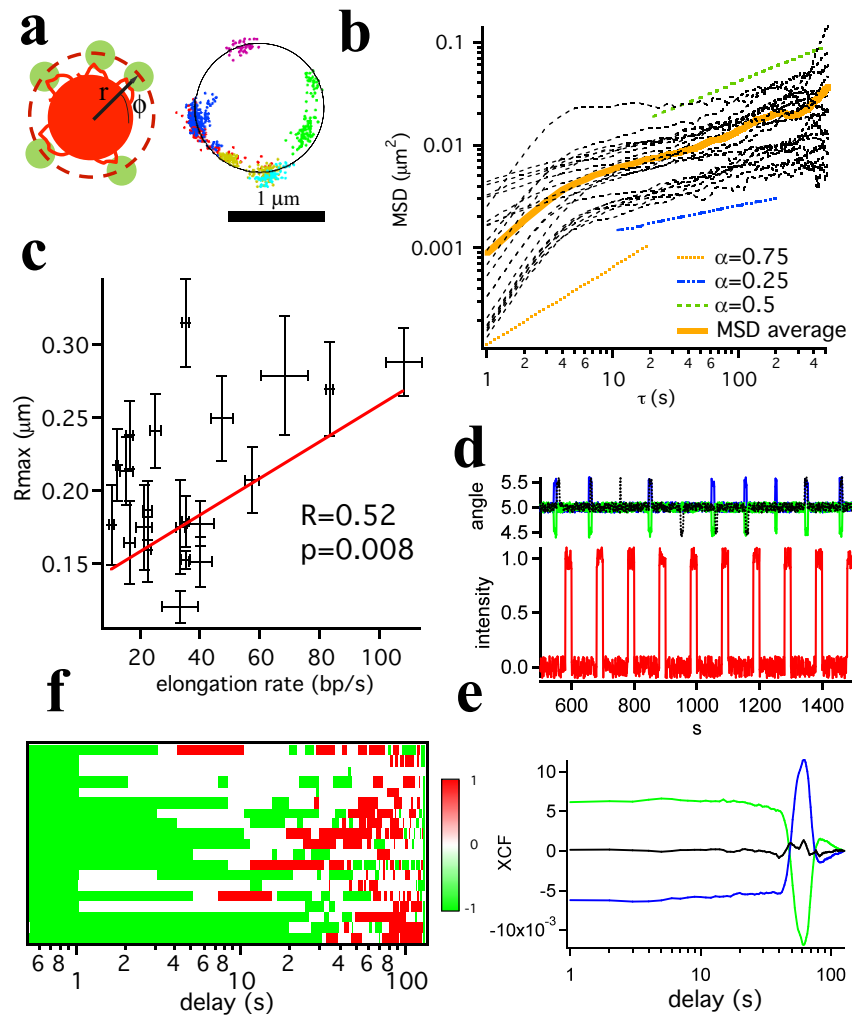 a
r
ϕ
1 μm
b
MSD (μm²)
0.1
0.01
0.001
α=0.75
α=0.25
α=0.5
MSD average
1 2 4 6 10 2 4 6 100 2 4
τ (s)
c
Rmax (μm)
0.30
0.25
0.20
0.15
R=0.52
p=0.008
20 40 60 80 100
elongation rate (bp/s)
d
angle
5.5
5.0
4.5
intensity
1.0
0.5
0.0
600 800 1000 1200 1400
s
f
1
0
-1
6 8 1 2 4 6 8 10 2 4 6 8 100
delay (s)
e
XCF
10
5
0
-5
-10x10⁻³
1 10 100
delay (s)